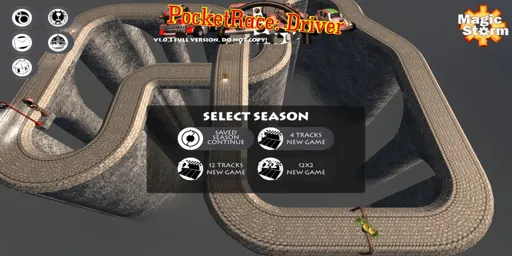 PocketRace: Driver
V1.0.3 FULL VERSION, DO NOT COPY!
Magic
Storm
SELECT SEASON
SAVED
SEASON
CONTINUE
4 TRACKS
NEW GAME
12 TRACKS
NEW GAME
12X2
NEW GAME